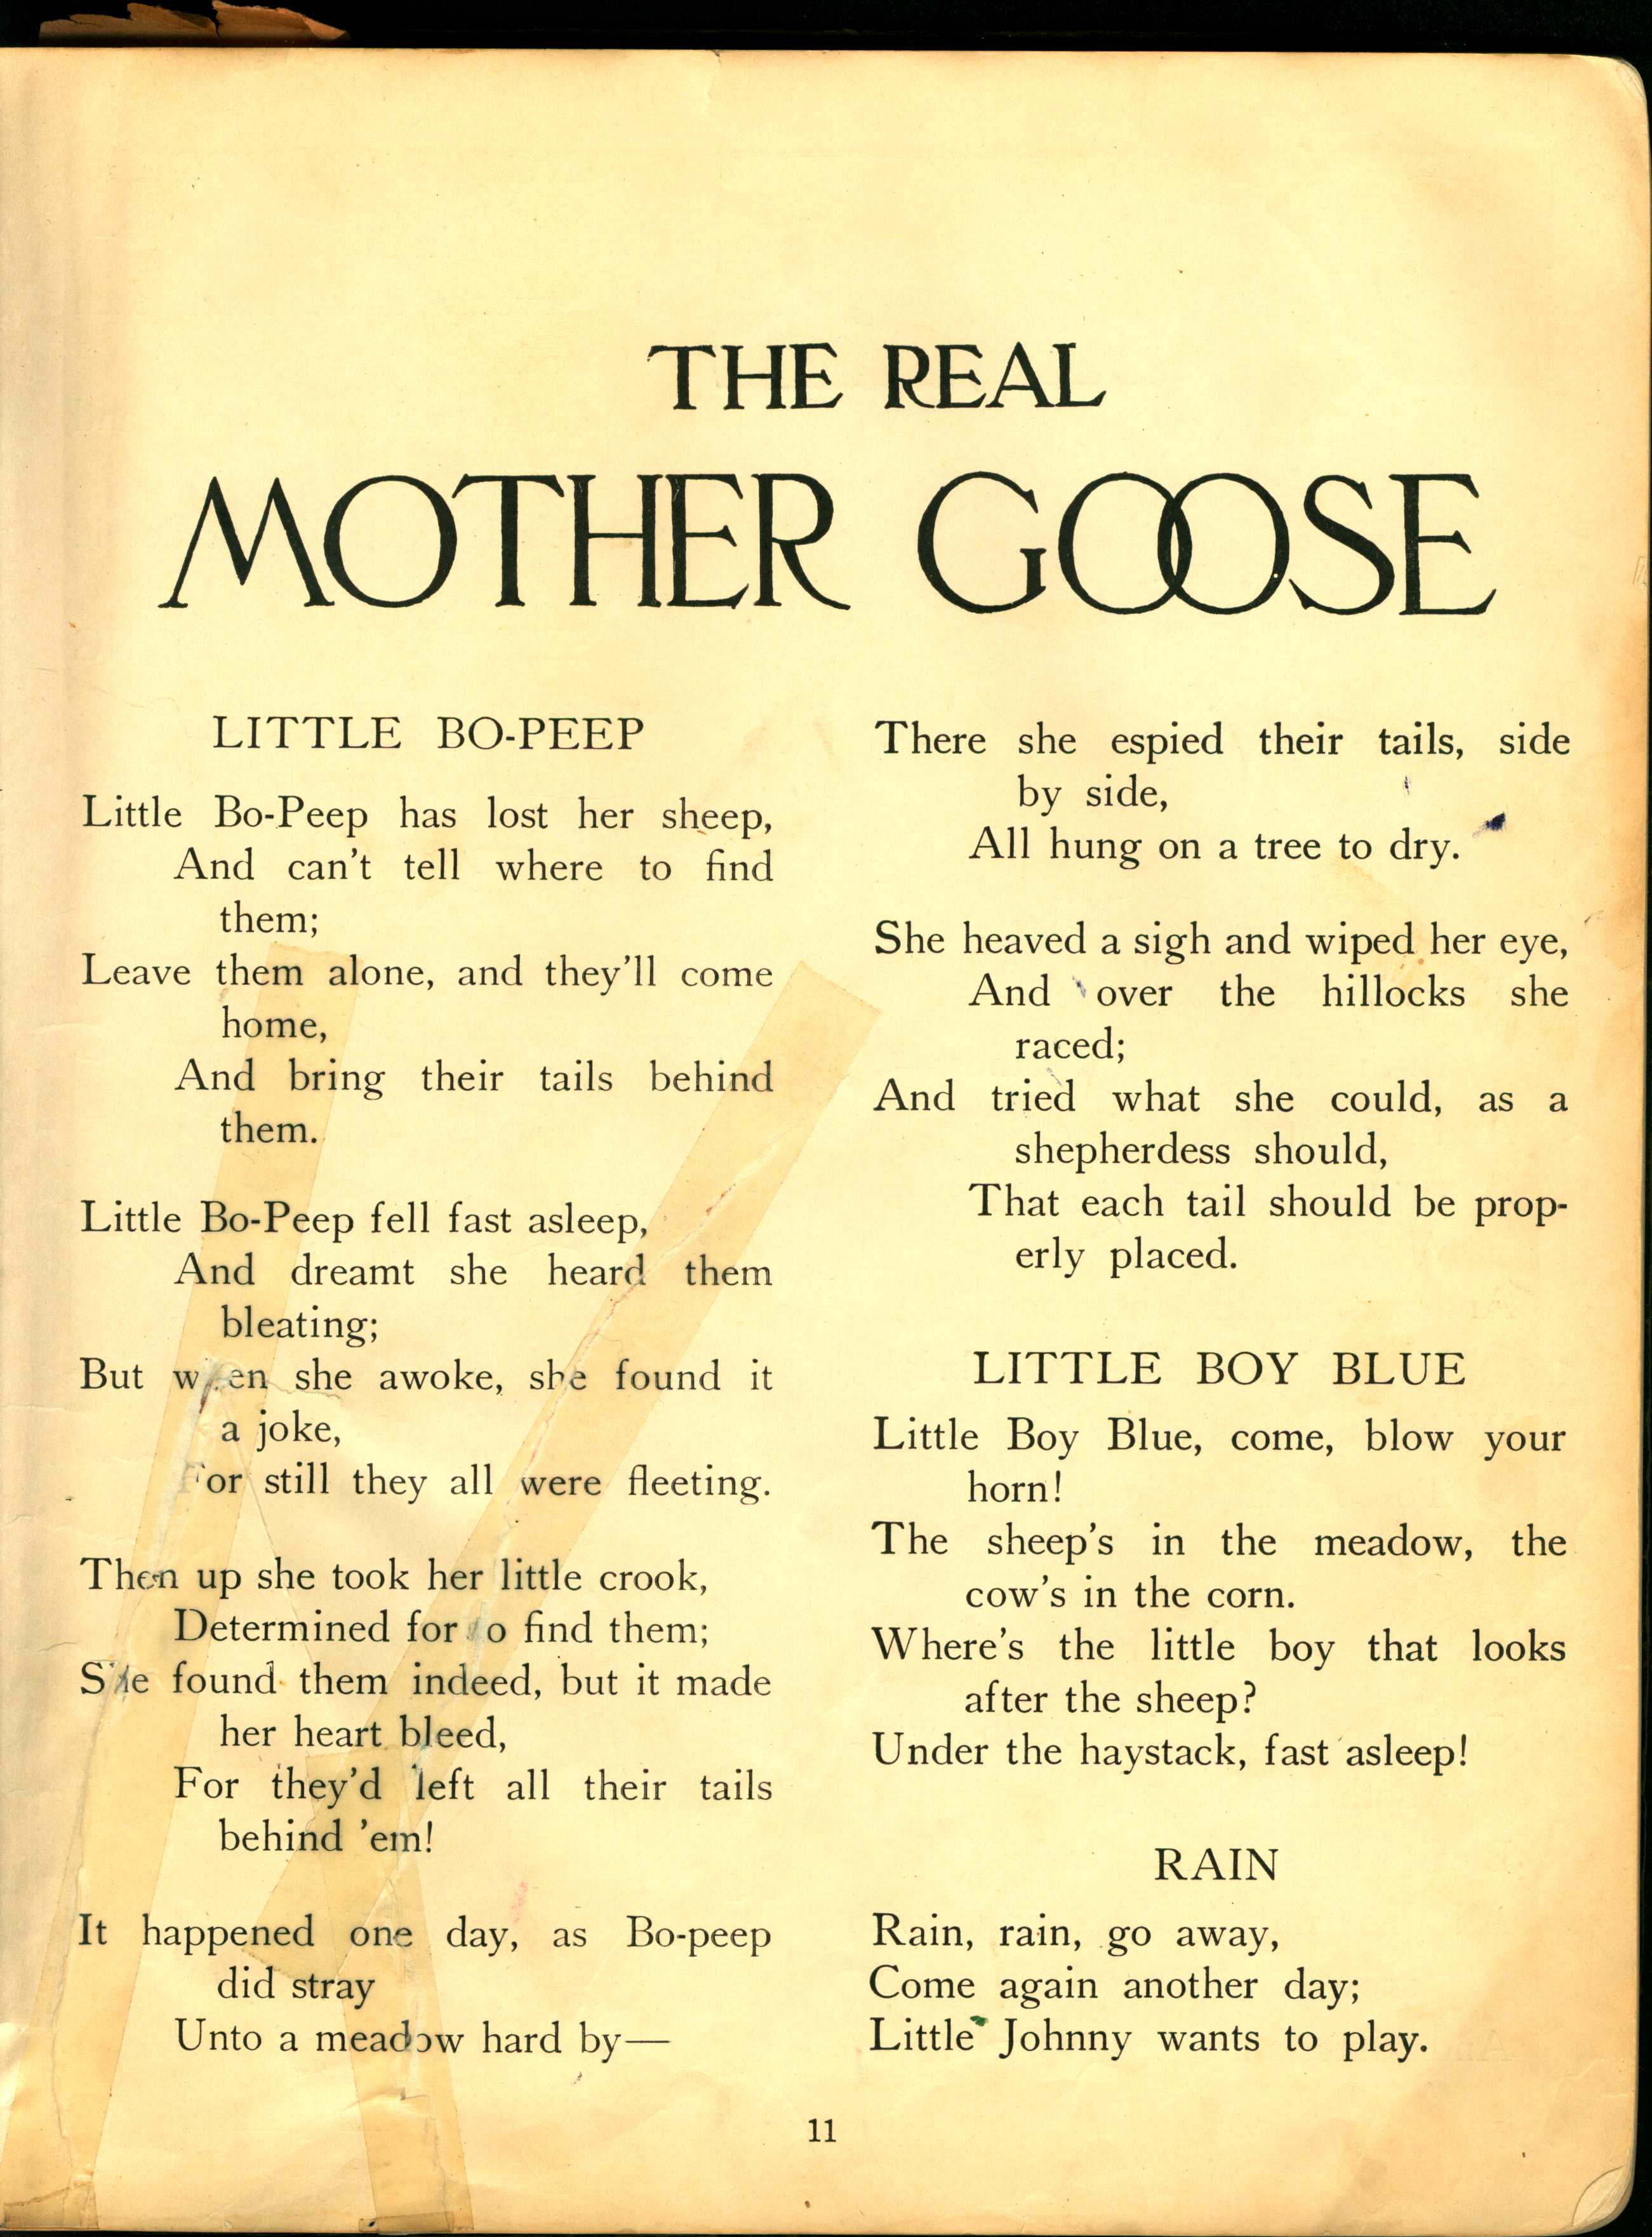 THE REAL
MOTHER GOOSE
LITTLE BO-PEEP
Little Bo-Peep has lost her sheep,
And can't tell where to find
them;
Leave them alone, and they'll come
home,
And bring their tails behind
them.
Little Bo-Peep fell fast asleep,
And dreamt she heard them
bleating;
But when she awoke, she found it
a joke,
For still they all were fleeting.
Then up she took her little crook,
Determined for to find them;
She found them indeed, but it made
her heart bleed,
For they'd left all their tails
behind 'em!
It happened one day, as Bo-peep
did stray
Unto a meadow hard by—
There she espied their tails, side
by side,
All hung on a tree to dry.
She heaved a sigh and wiped her eye,
And over the hillocks she
raced;
And tried what she could, as a
shepherdess should,
That each tail should be prop-
erly placed.
LITTLE BOY BLUE
Little Boy Blue, come, blow your
horn!
The sheep's in the meadow, the
cow's in the corn.
Where's the little boy that looks
after the sheep?
Under the haystack, fast asleep!
RAIN
Rain, rain, go away,
Come again another day;
Little Johnny wants to play.
11